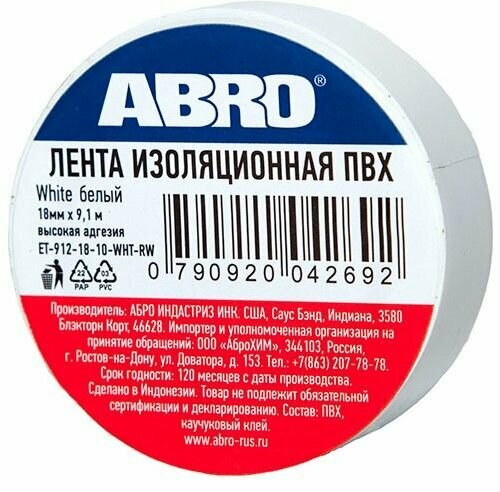 ABRO®
ЛЕНТА ИЗОЛЯЦИОННАЯ ПВХ
White белый
18мм х 9,1 м
высокая адгезия
ET-912-18-10-WHT-RW
22 03
PAP PVC
0 790920 042692
Производитель: АБРО ИНДАСТРИЗ ИНК. США, Саус Бэнд, Индиана, 3580
Блэкторн Корт, 46628. Импортер и уполномоченная организация на
принятие обращений: ООО «АброХИМ», 344103, Россия,
г. Ростов-на-Дону, ул. Доватора, д. 153. Тел.:+7(863) 207-78-78.
Срок годности: 120 месяцев с даты производства.
Сделано в Индонезии. Товар не подлежит обязательной
сертификации и декларированию. Состав: ПВХ,
каучуковый клей.
www.abro-rus.ru